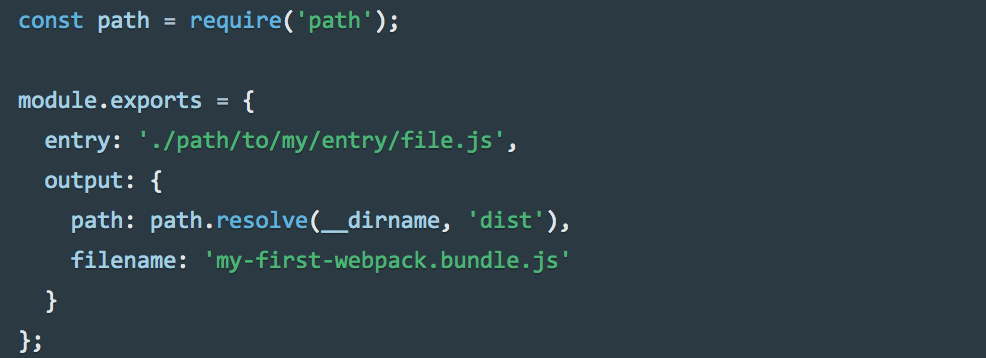 const path = require('path');

module.exports = {
  entry: './path/to/my/entry/file.js',
  output: {
    path: path.resolve(__dirname, 'dist'),
    filename: 'my-first-webpack.bundle.js'
  }
};